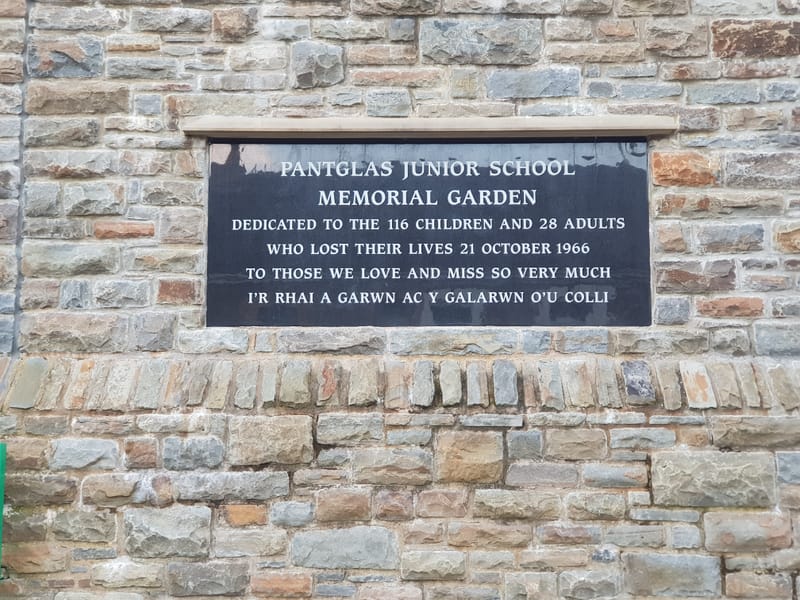 PANTGLAS JUNIOR SCHOOL
MEMORIAL GARDEN
DEDICATED TO THE 116 CHILDREN AND 28 ADULTS
WHO LOST THEIR LIVES 21 OCTOBER 1966
TO THOSE WE LOVE AND MISS SO VERY MUCH
I'R RHAI A GARWN AC Y GALARWN O'U COLLI